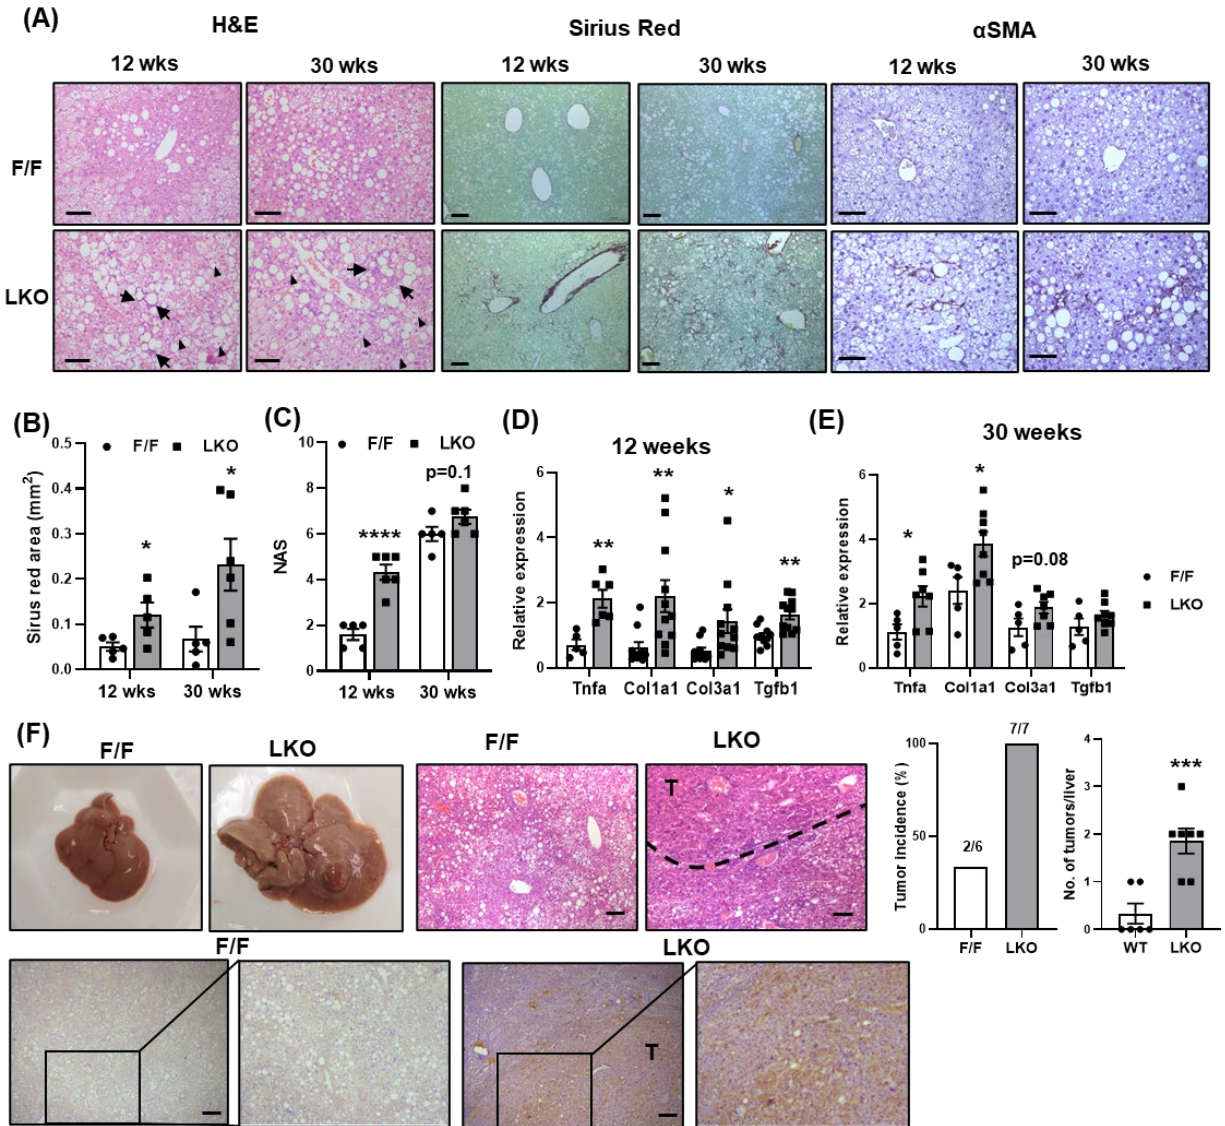 (A)
H&E
Sirius Red
αSMA
12 wks
30 wks
12 wks
30 wks
12 wks
30 wks
F/F
LKO
(B)
F/F
LKO
Sirus red area (mm²)
0.5
0.4
0.3
0.2
0.1
0.0
*
*
12 wks
30 wks
(C)
F/F
LKO
NAS
10
8
6
4
2
0
****
p=0.1
12 wks
30 wks
(D)
12 weeks
Relative expression
6
4
2
0
**
**
*
**
Tnfa
Col1a1
Col3a1
Tgfb1
(E)
30 weeks
Relative expression
6
4
2
0
*
*
p=0.08
Tnfa
Col1a1
Col3a1
Tgfb1
F/F
LKO
(F)
F/F
LKO
F/F
LKO
T
Tumor incidence (%)
100
50
0
2/6
7/7
F/F
LKO
No. of tumors/liver
4
3
2
1
0
***
WT
LKO
F/F
LKO
T